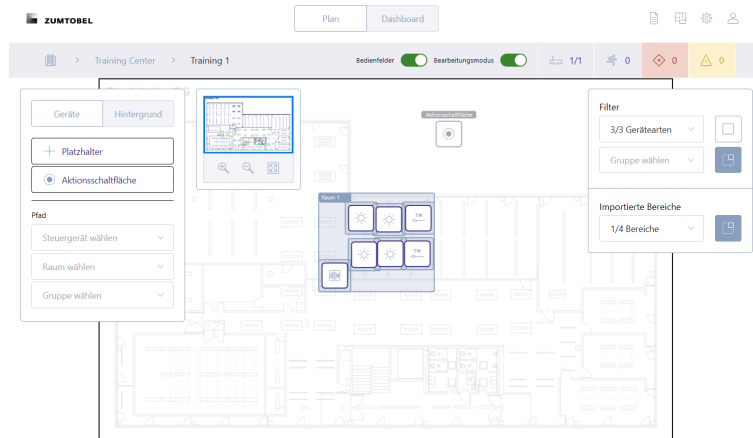 ZUMTOBEL
Plan
Dashboard
> Training Center > Training 1
Bedienfelder
Bearbeitungsmodus
1/1
0
0
0
Geräte
Hintergrund
Platzhalter
Aktionsschaltfläche
Pfad
Steuergerät wählen
Raum wählen
Gruppe wählen
Aktionsschaltfläche
Raum 1
TW
TW
Filter
3/3 Gerätearten
Gruppe wählen
Importierte Bereiche
1/4 Bereiche